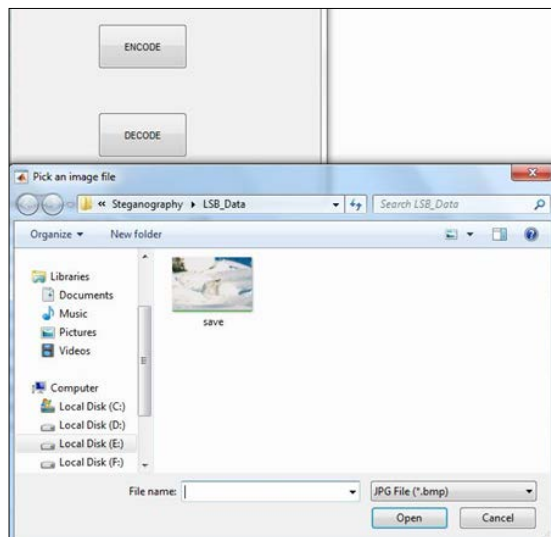 ENCODE
DECODE
Pick an image file
« Steganography ▸ LSB_Data
Search LSB_Data
Organize ▾ New folder
Libraries
Documents
Music
Pictures
Videos
Computer
Local Disk (C:)
Local Disk (D:)
Local Disk (E:)
Local Disk (F:)
save
File name:
JPG File (*.bmp)
Open Cancel